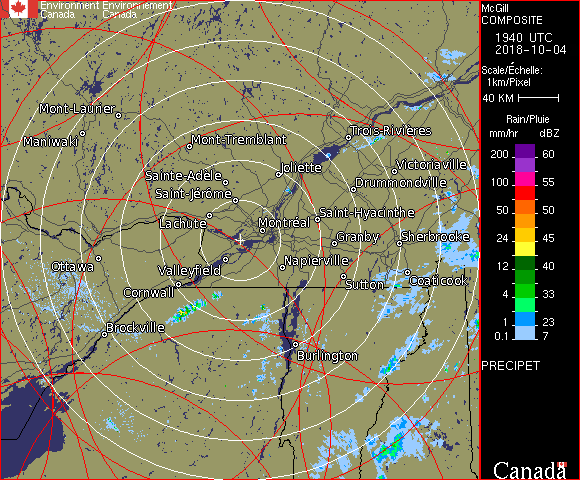 Environment Environnement
Canada Canada
McGill
COMPOSITE
1940 UTC
2018-10-04
Scale/Échelle:
1km/Pixel
40 KM
Rain/Pluie
mm/hr dBZ
200 60
100 55
50 50
24 45
12 40
4 33
1 23
0.1 7
PRECIPET
Canada
Mont-Laurier
Maniwaki
Mont-Tremblant
Trois-Rivières
Joliette
Victoriaville
Sainte-Adèle
Drummondville
Saint-Jérôme
Lachute
Saint-Hyacinthe
Montréal
Granby
Sherbrooke
Ottawa
Valleyfield
Napierville
Cornwall
Sutton
Coaticook
Brockville
Burlington